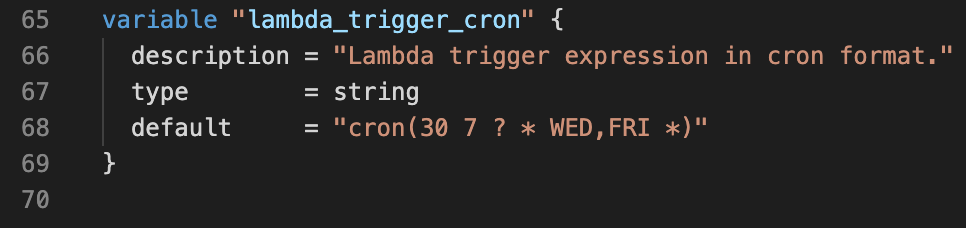 65 variable "lambda_trigger_cron" {
66 description = "Lambda trigger expression in cron format."
67 type = string
68 default = "cron(30 7 ? * WED,FRI *)"
69 }
70